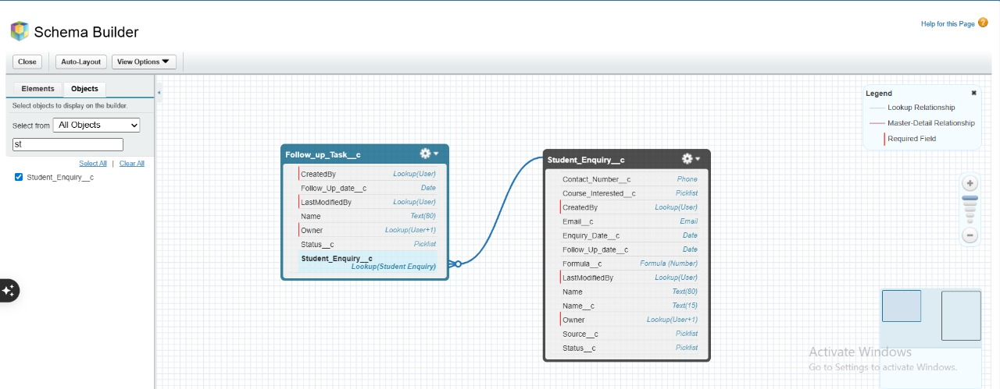 Schema Builder
Help for this Page ?
Close Auto-Layout View Options
Elements Objects
Select objects to display on the builder.
Select from All Objects
st
Select All | Clear All
Student_Enquiry__c
Follow_up_Task__c
CreatedBy Lookup(User)
Follow_Up_date__c Date
LastModifiedBy Lookup(User)
Name Text(80)
Owner Lookup(User+1)
Status__c Picklist
Student_Enquiry__c
Lookup(Student Enquiry)
Student_Enquiry__c
Contact_Number__c Phone
Course_Interested__c Picklist
CreatedBy Lookup(User)
Email__c Email
Enquiry_Date__c Date
Follow_Up_date__c Date
Formula__c Formula (Number)
LastModifiedBy Lookup(User)
Name Text(80)
Name__c Text(15)
Owner Lookup(User+1)
Source__c Picklist
Status__c Picklist
Legend
Lookup Relationship
Master-Detail Relationship
Required Field
Activate Windows
Go to Settings to activate Windows.